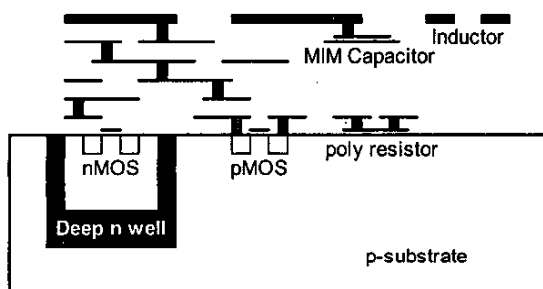 Inductor
MIM Capacitor
poly resistor
nMOS
pMOS
Deep n well
p-substrate